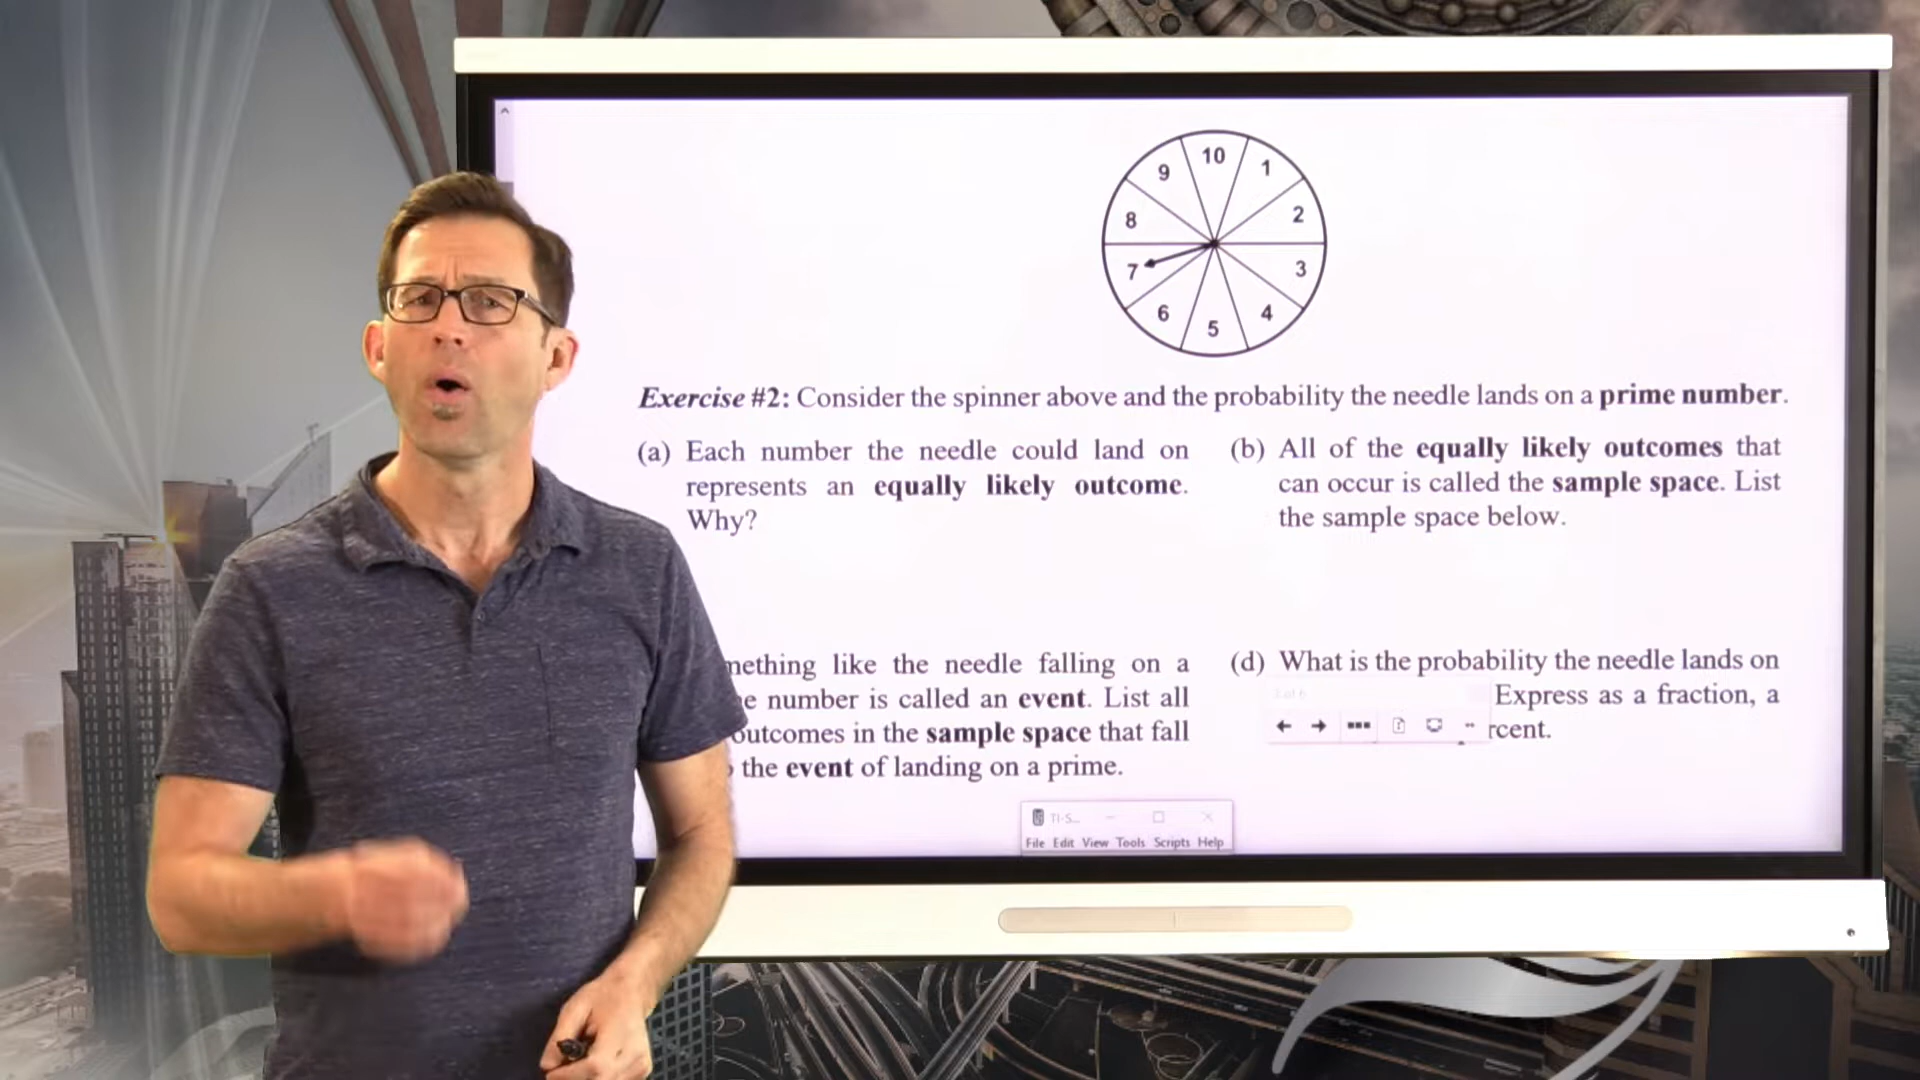 10
9
1
8
2
7
3
6
4
5
Exercise #2: Consider the spinner above and the probability the needle lands on a prime number.
(a) Each number the needle could land on
represents an equally likely outcome.
Why?
(b) All of the equally likely outcomes that
can occur is called the sample space. List
the sample space below.
the needle falling on a
number is called an event. List all
outcomes in the sample space that fall
the event of landing on a prime.
(d) What is the probability the needle lands on
Express as a fraction, a
TI-S...
File Edit View Tools Scripts Help